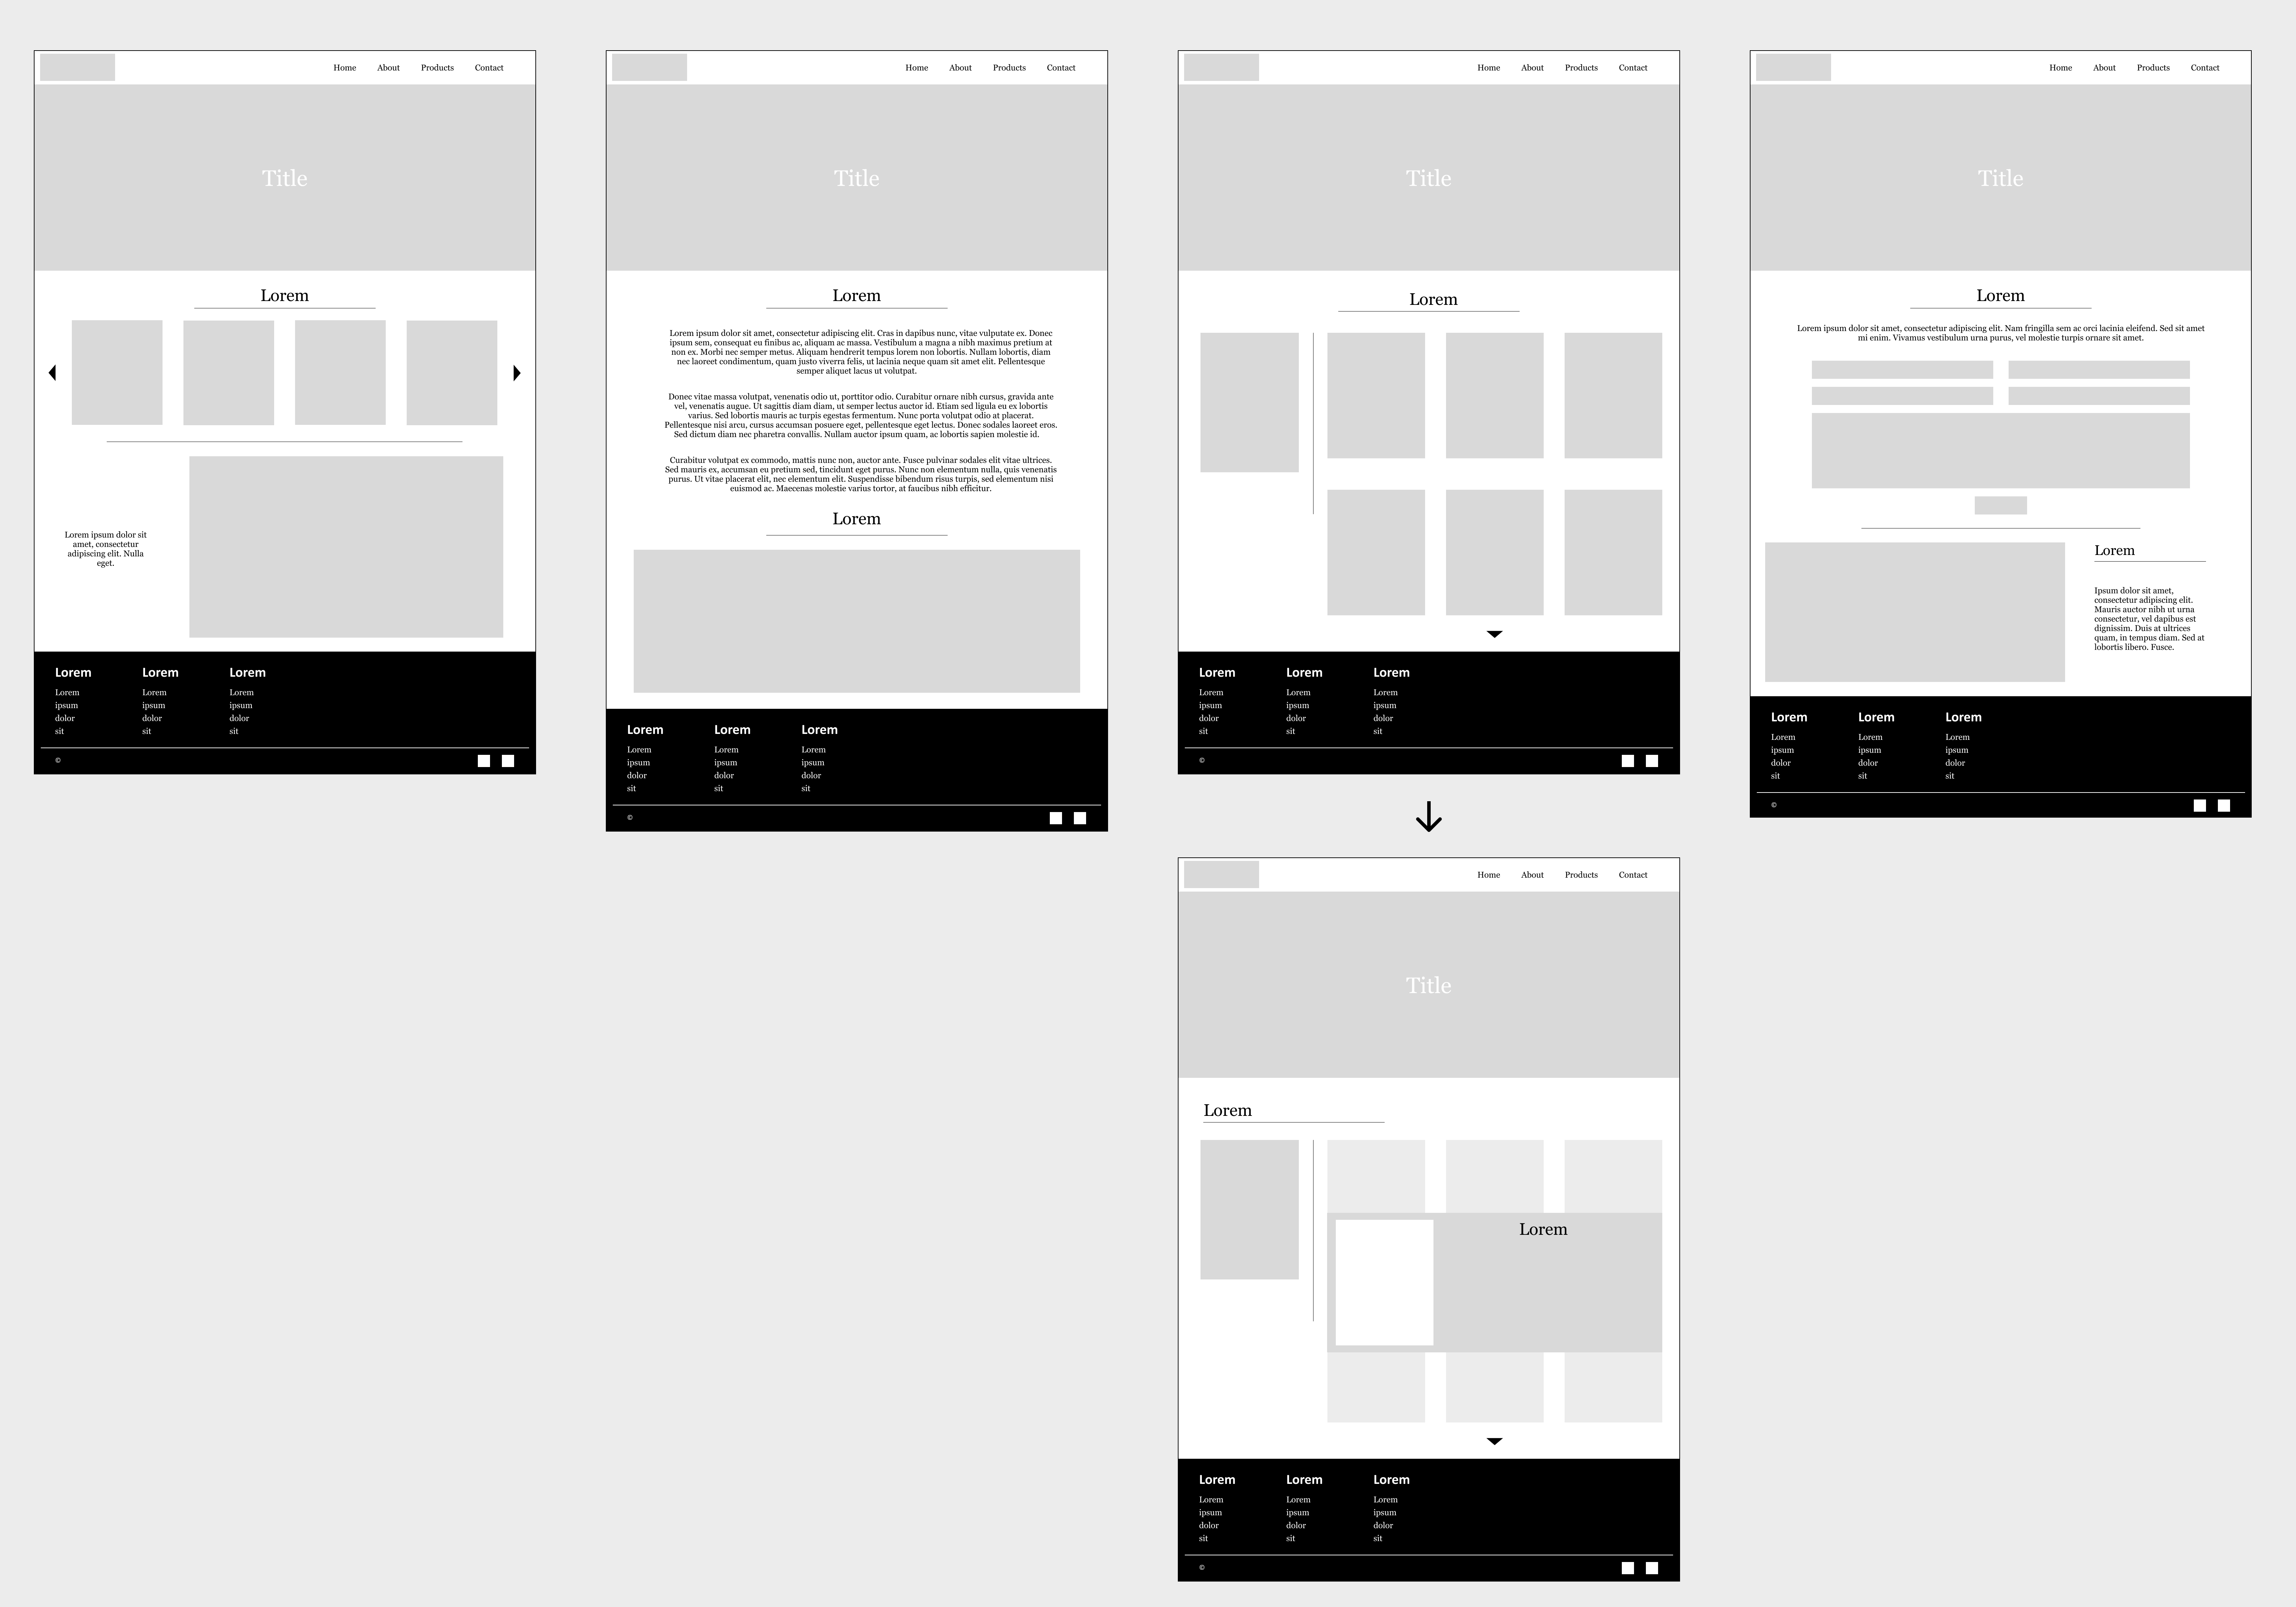 Home About Products Contact
Title
Lorem
Lorem ipsum dolor sit
amet, consectetur
adipiscing elit. Nulla
eget.
Lorem Lorem Lorem
Lorem Lorem Lorem
ipsum ipsum ipsum
dolor dolor dolor
sit sit sit
©
Home About Products Contact
Title
Lorem
Lorem ipsum dolor sit amet, consectetur adipiscing elit. Cras in dapibus nunc, vitae vulputate ex. Donec
ipsum sem, consequat eu finibus ac, aliquam ac massa. Vestibulum a magna a nibh maximus pretium at
non ex. Morbi nec semper metus. Aliquam hendrerit tempus lorem non lobortis. Nullam lobortis, diam
nec laoreet condimentum, quam justo viverra felis, ut lacinia neque quam sit amet elit. Pellentesque
semper aliquet lacus ut volutpat.
Donec vitae massa volutpat, venenatis odio ut, porttitor odio. Curabitur ornare nibh cursus, gravida ante
vel, venenatis augue. Ut sagittis diam diam, ut semper lectus auctor id. Etiam sed ligula eu ex lobortis
varius. Sed lobortis mauris ac turpis egestas fermentum. Nunc porta volutpat odio at placerat.
Pellentesque nisi arcu, cursus accumsan posuere eget, pellentesque eget lectus. Donec sodales laoreet eros.
Sed dictum diam nec pharetra convallis. Nullam auctor ipsum quam, ac lobortis sapien molestie id.
Curabitur volutpat ex commodo, mattis nunc non, auctor ante. Fusce pulvinar sodales elit vitae ultrices.
Sed mauris ex, accumsan eu pretium sed, tincidunt eget purus. Nunc non elementum nulla, quis venenatis
purus. Ut vitae placerat elit, nec elementum elit. Suspendisse bibendum risus turpis, sed elementum nisi
euismod ac. Maecenas molestie varius tortor, at faucibus nibh efficitur.
Lorem
Lorem Lorem Lorem
Lorem Lorem Lorem
ipsum ipsum ipsum
dolor dolor dolor
sit sit sit
©
Home About Products Contact
Title
Lorem
Lorem Lorem Lorem
Lorem Lorem Lorem
ipsum ipsum ipsum
dolor dolor dolor
sit sit sit
©
Home About Products Contact
Title
Lorem
Lorem
Lorem Lorem Lorem
Lorem Lorem Lorem
ipsum ipsum ipsum
dolor dolor dolor
sit sit sit
©
Home About Products Contact
Title
Lorem
Lorem ipsum dolor sit amet, consectetur adipiscing elit. Nam fringilla sem ac orci lacinia eleifend. Sed sit amet
mi enim. Vivamus vestibulum urna purus, vel molestie turpis ornare sit amet.
Lorem
Ipsum dolor sit amet,
consectetur adipiscing elit.
Mauris auctor nibh ut urna
consectetur, vel dapibus est
dignissim. Duis at ultrices
quam, in tempus diam. Sed at
lobortis libero. Fusce.
Lorem Lorem Lorem
Lorem Lorem Lorem
ipsum ipsum ipsum
dolor dolor dolor
sit sit sit
©